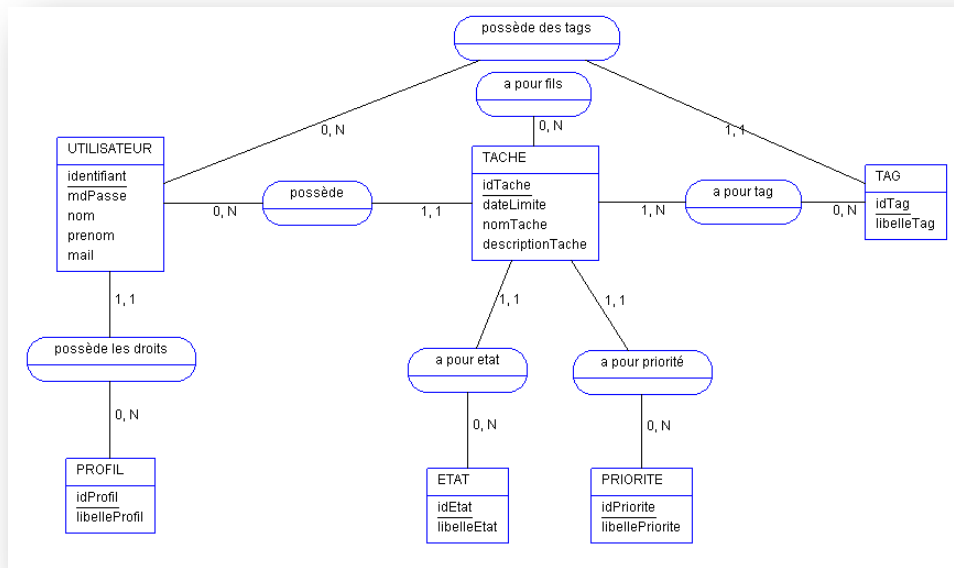 possède des tags
a pour fils
0, N
0, N
1, 1
UTILISATEUR
identifiant
mdPasse
nom
prenom
mail
possède
0, N
1, 1
TACHE
idTache
dateLimite
nomTache
descriptionTache
a pour tag
1, N
0, N
TAG
idTag
libelleTag
1, 1
1, 1
1, 1
possède les droits
a pour etat
a pour priorité
0, N
0, N
0, N
PROFIL
idProfil
libelleProfil
ETAT
idEtat
libelleEtat
PRIORITE
idPriorite
libellePriorite